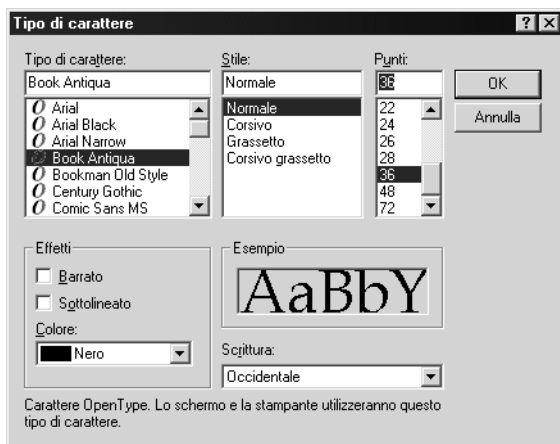 Tipo di carattere
Tipo di carattere:
Book Antiqua
Arial
Arial Black
Arial Narrow
Book Antiqua
Bookman Old Style
Century Gothic
Comic Sans MS
Stile:
Normale
Normale
Corsivo
Grassetto
Corsivo grassetto
Punti:
36
22
24
26
28
36
48
72
OK
Annulla
Effetti
Barrato
Sottolineato
Colore:
Nero
Esempio
AaBbY
Scrittura:
Occidentale
Carattere OpenType. Lo schermo e la stampante utilizzeranno questo
tipo di carattere.